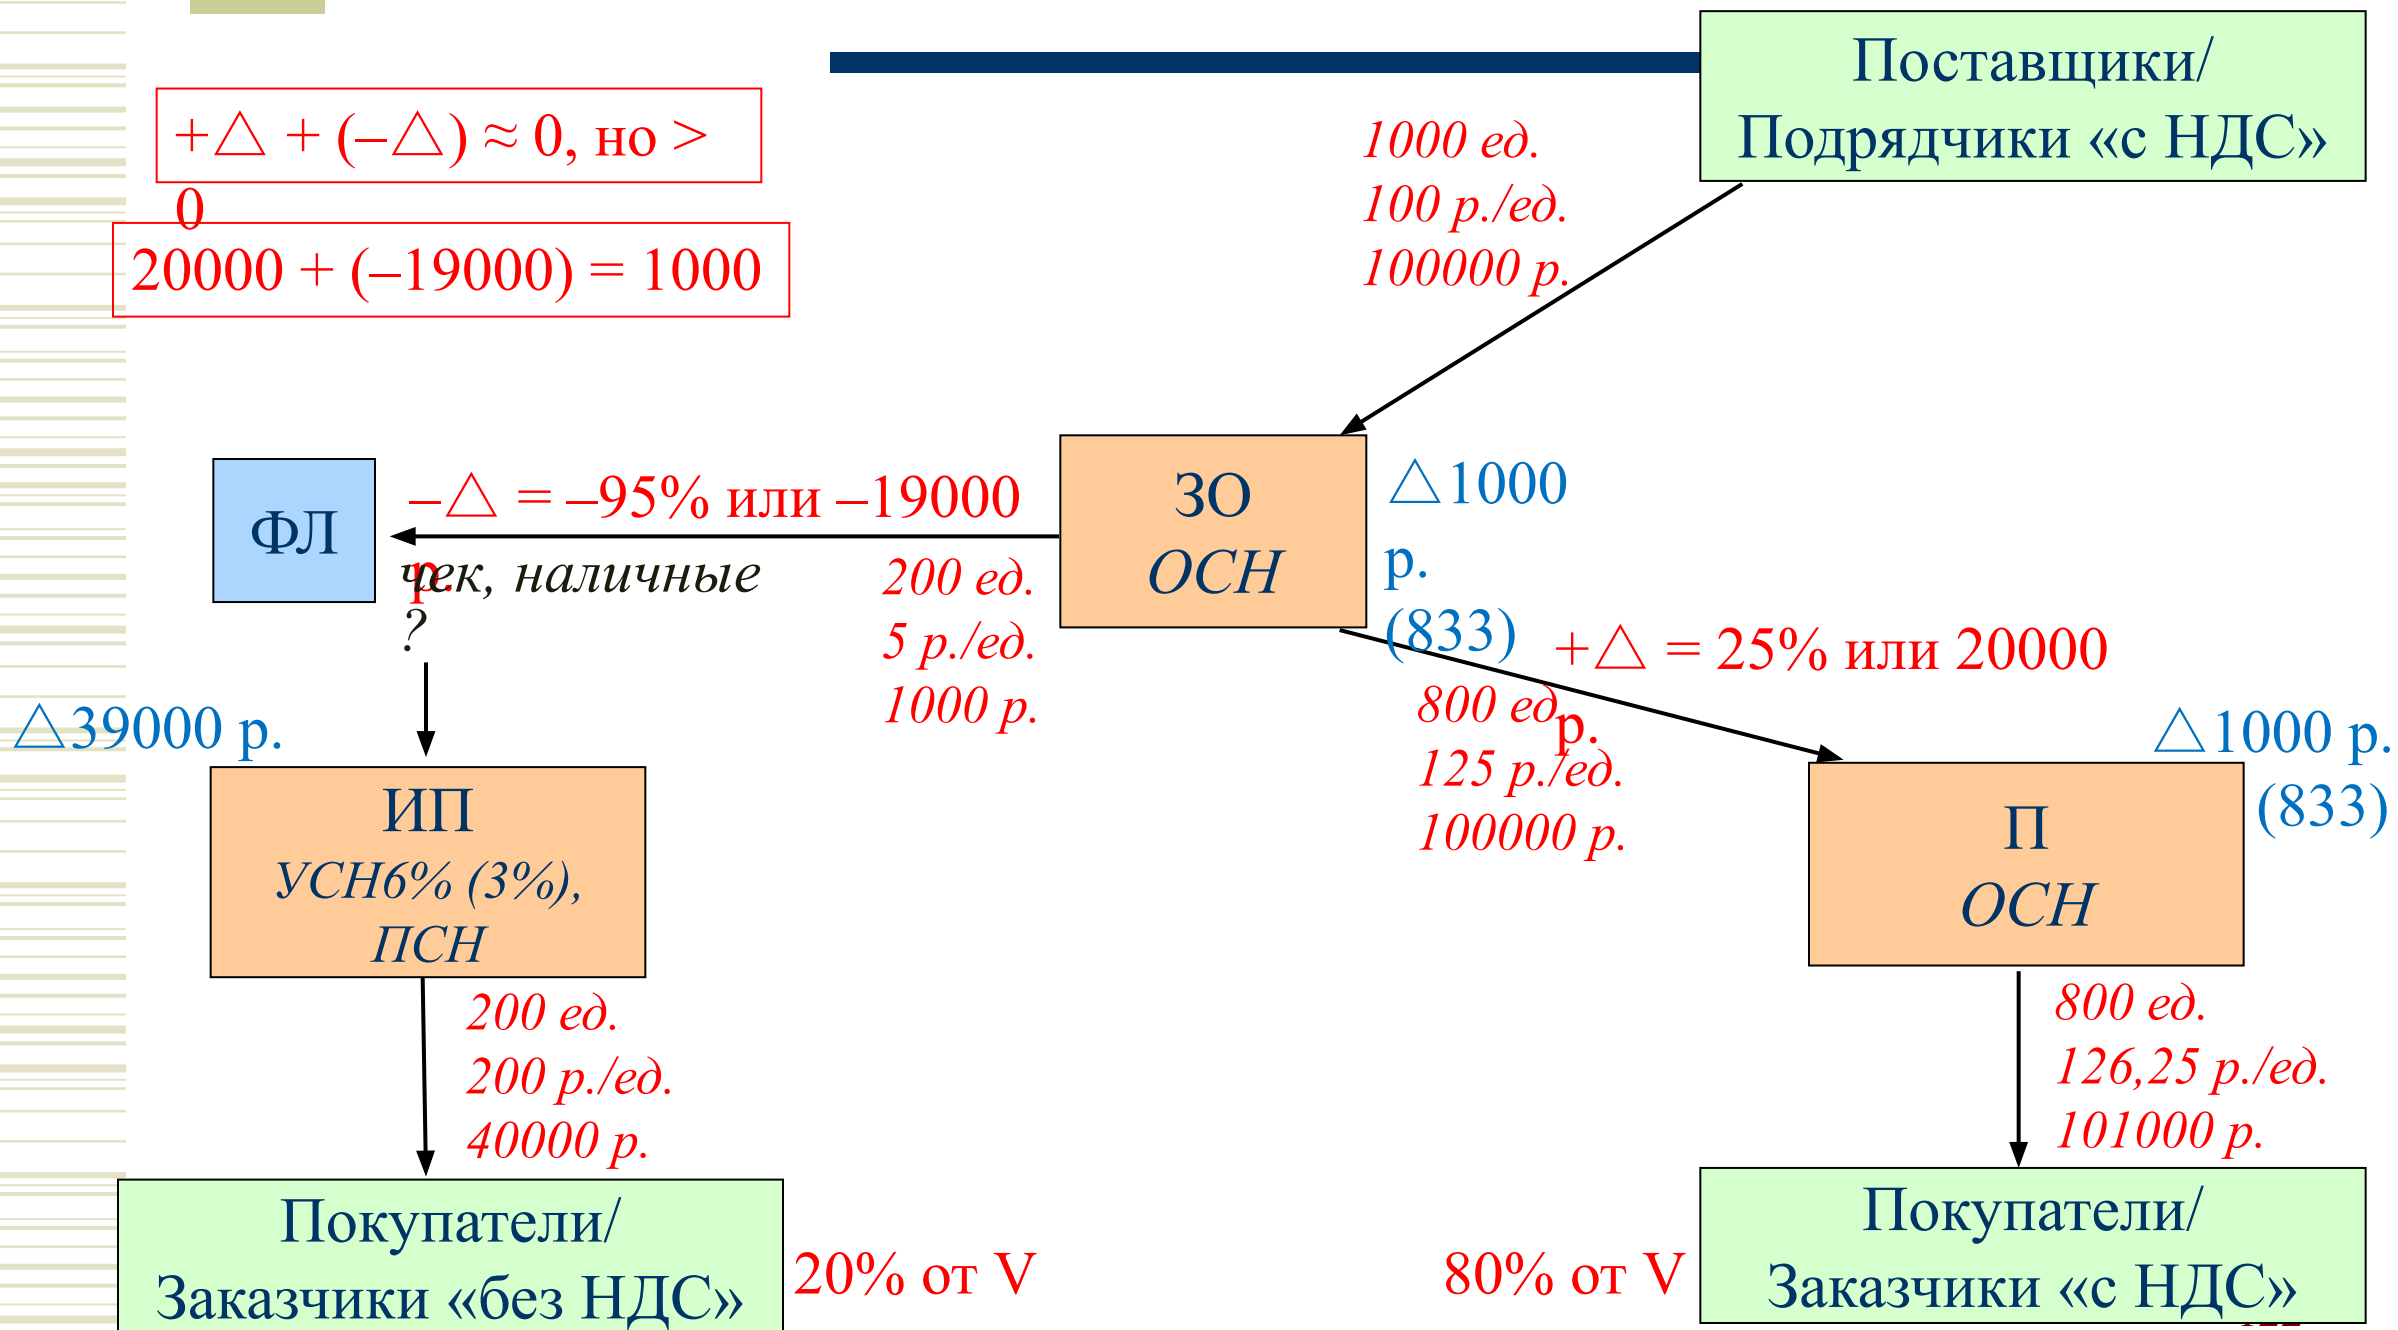 Поставщики/
Подрядчики «с НДС»
+△ + (–△) ≈ 0, но >
0
20000 + (–19000) = 1000
1000 ед.
100 р./ед.
100000 р.
ФЛ
–△ = –95% или –19000
р.
чек, наличные
?
200 ед.
5 р./ед.
1000 р.
ЗО
ОСН
△1000
р.
(833)
+△ = 25% или 20000
р.
800 ед.
125 р./ед.
100000 р.
△39000 р.
ИП
УСН6% (3%),
ПСН
△1000 р.
(833)
П
ОСН
200 ед.
200 р./ед.
40000 р.
800 ед.
126,25 р./ед.
101000 р.
Покупатели/
Заказчики «без НДС»
20% от V
80% от V
Покупатели/
Заказчики «с НДС»